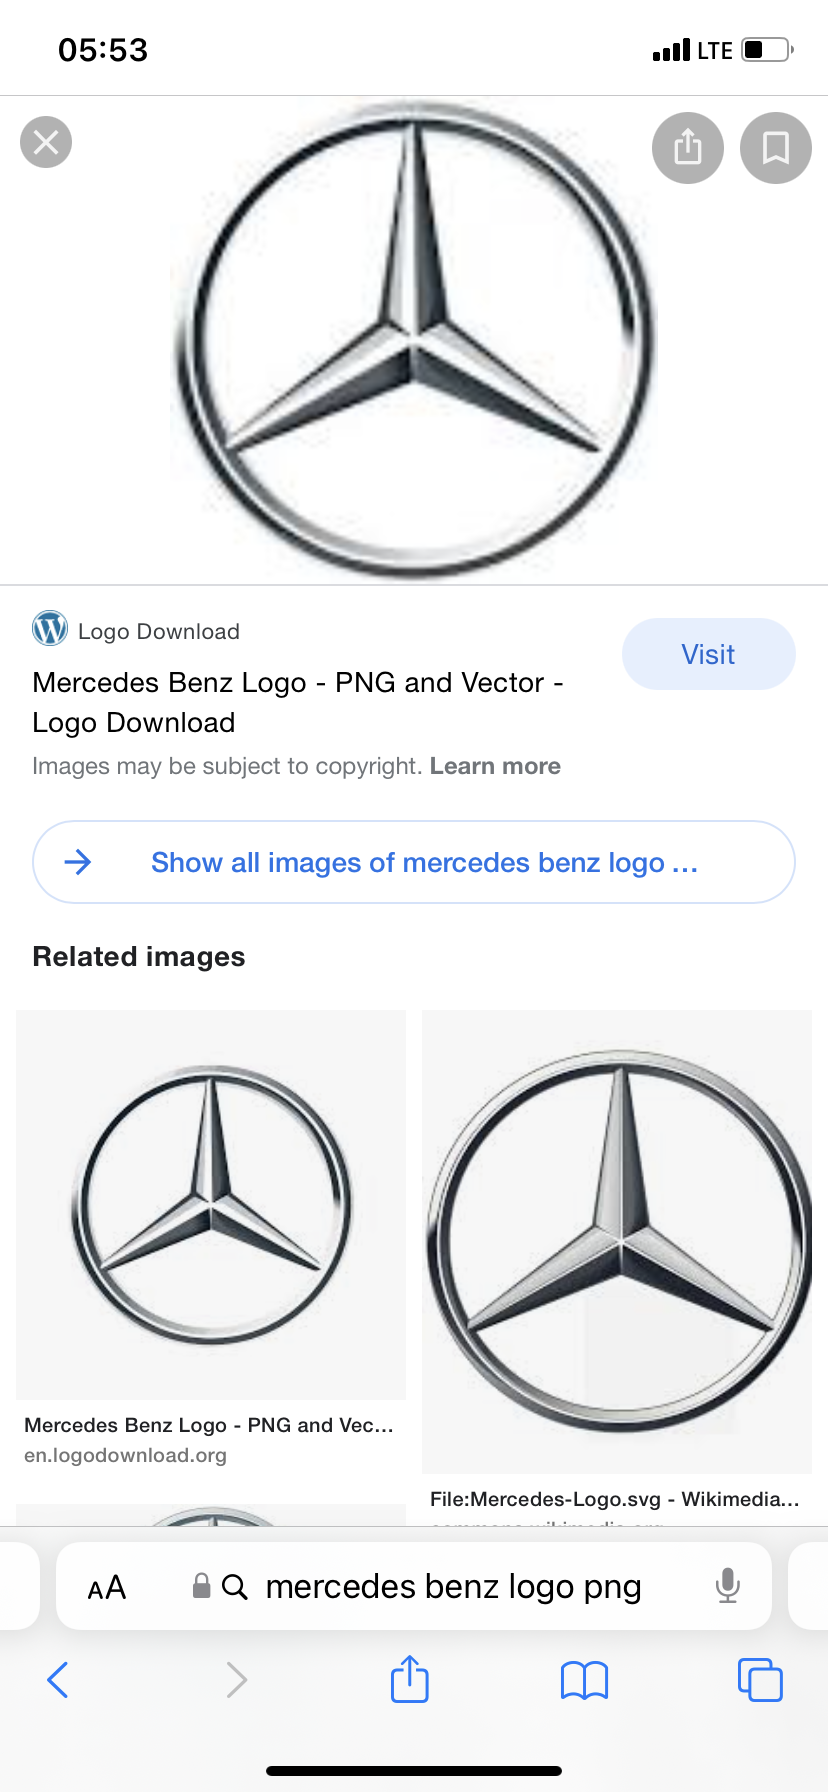 05:53
LTE
Logo Download
Visit
Mercedes Benz Logo - PNG and Vector -
Logo Download
Images may be subject to copyright. Learn more
Show all images of mercedes benz logo ...
Related images
Mercedes Benz Logo - PNG and Vec...
en.logodownload.org
File:Mercedes-Logo.svg - Wikimedia...
AA
mercedes benz logo png